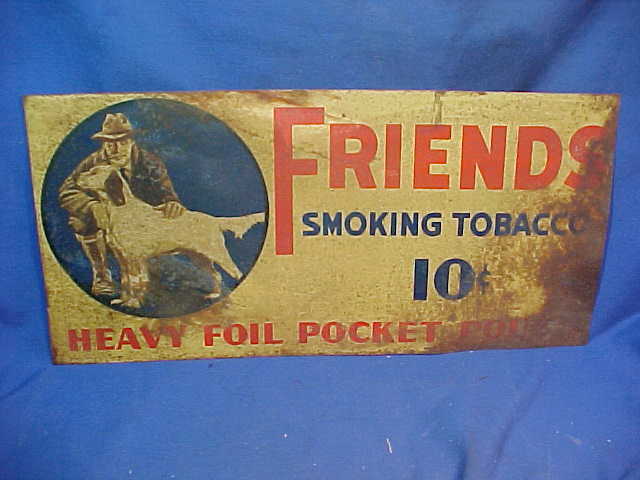 FRIENDS
SMOKING TOBACCO
10¢
HEAVY FOIL POCKET